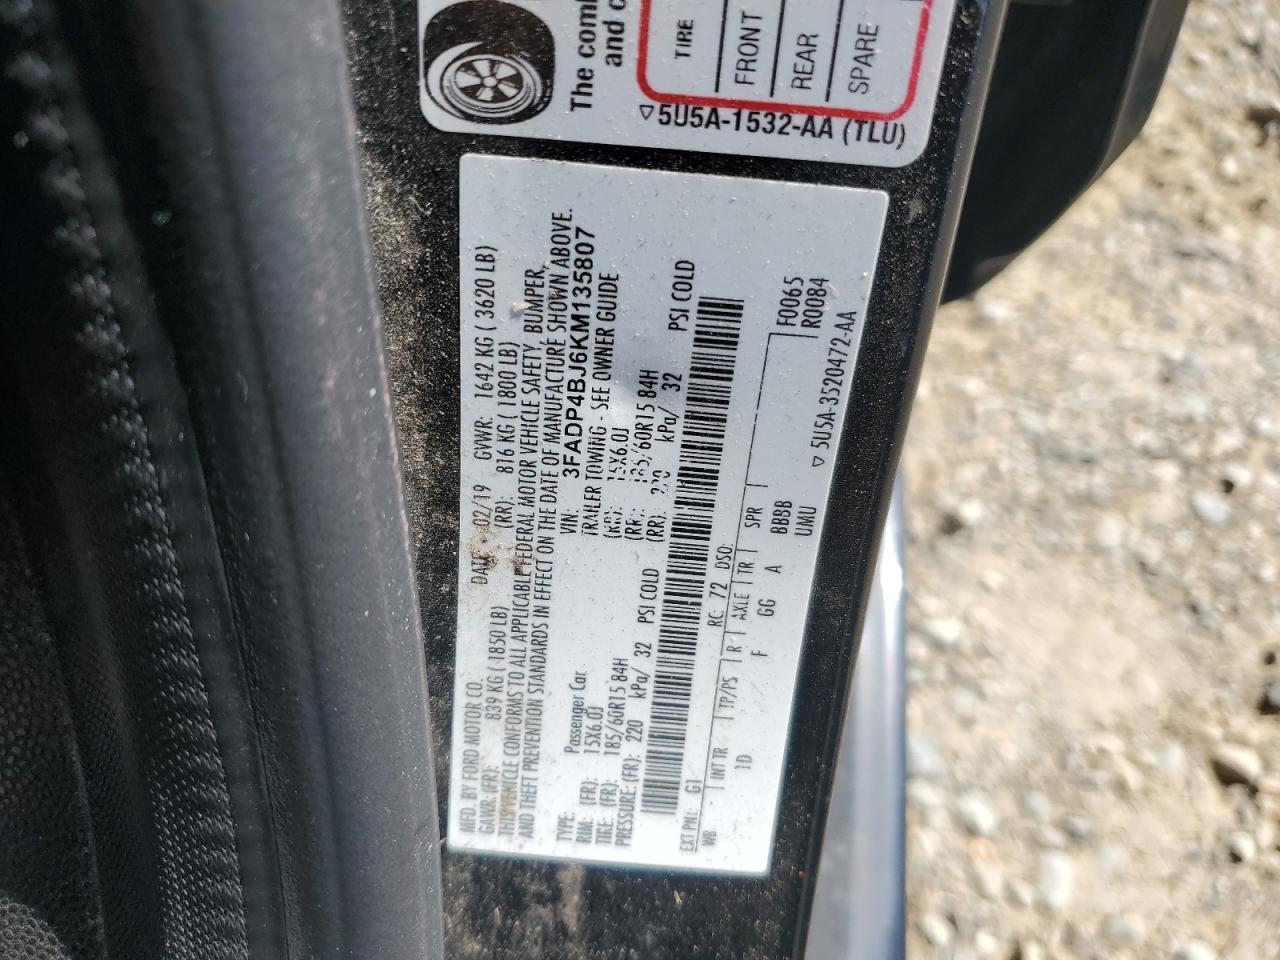 The com
and c
TIRE
FRONT
REAR
SPARE
▽5U5A-1532-AA (TLU)
MFD. BY FORD MOTOR CO. DATE: 02/19 GVWR: 1642 KG ( 3620 LB)
GAWR: (FR): 839 KG ( 1850 LB) (RR): 816 KG ( 1800 LB)
THIS VEHICLE CONFORMS TO ALL APPLICABLE FEDERAL MOTOR VEHICLE SAFETY, BUMPER,
AND THEFT PREVENTION STANDARDS IN EFFECT ON THE DATE OF MANUFACTURE SHOWN ABOVE.
VIN: 3FADP4BJ6KM135807
TYPE: Passenger Car. TRAILER TOWING - SEE OWNER GUIDE
RIM: (FR): 15X6.0J (RR): 15X6.0J
TIRE: (FR): 185/60R15 84H (RR): 185/60R15 84H
PRESSURE (FR): 220 kPa/ 32 PSI COLD (RR): 220 kPa/ 32 PSI COLD
EXT PNT: G1 RC: 72 DSO:
WB INT TR TP/PS R AXLE TR SPR
1D F GG A BBBB F0065
UMU R0084
▽ 5U5A-3520472-AA